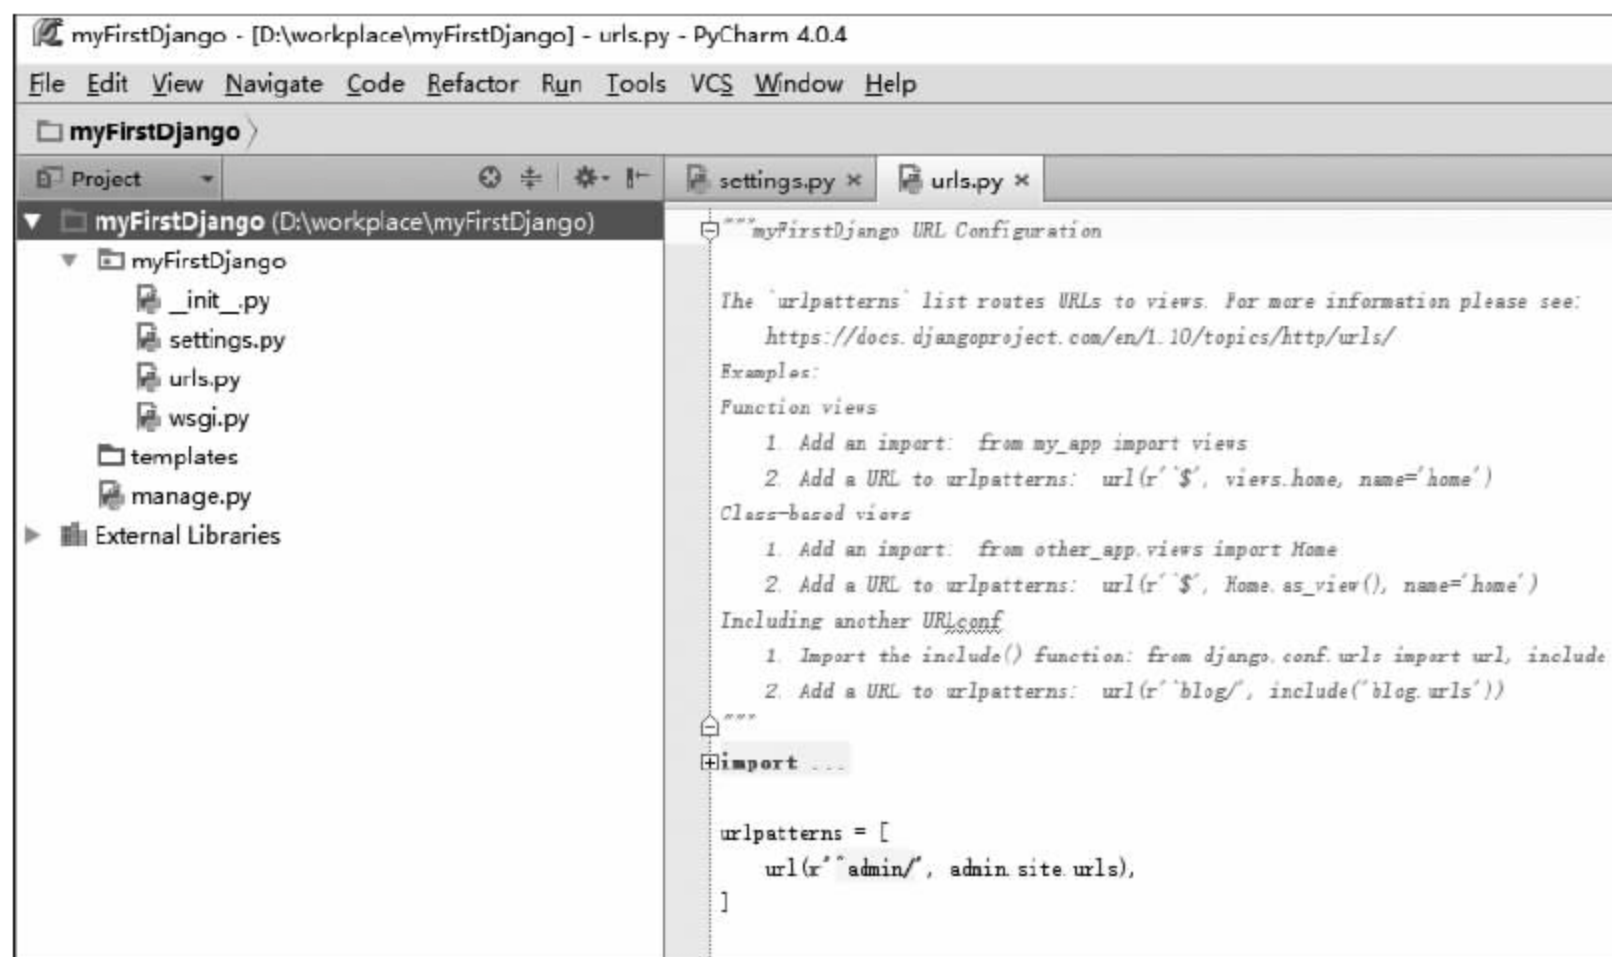 myFirstDjango - [D:\workplace\myFirstDjango] - urls.py - PyCharm 4.0.4
File Edit View Navigate Code Refactor Run Tools VCS Window Help
myFirstDjango
Project
settings.py × urls.py ×
myFirstDjango (D:\workplace\myFirstDjango)
myFirstDjango
__init__.py
settings.py
urls.py
wsgi.py
templates
manage.py
External Libraries
"""myFirstDjango URL Configuration
The `urlpatterns` list routes URLs to views. For more information please see:
https://docs.djangoproject.com/en/1.10/topics/http/urls/
Examples:
Function views
1. Add an import:  from my_app import views
2. Add a URL to urlpatterns:  url(r'^$', views.home, name='home')
Class-based views
1. Add an import:  from other_app.views import Home
2. Add a URL to urlpatterns:  url(r'^$', Home.as_view(), name='home')
Including another URLconf
1. Import the include() function: from django.conf.urls import url, include
2. Add a URL to urlpatterns:  url(r'^blog/', include('blog.urls'))
"""
import ...
urlpatterns = [
url(r'^admin/', admin.site.urls),
]